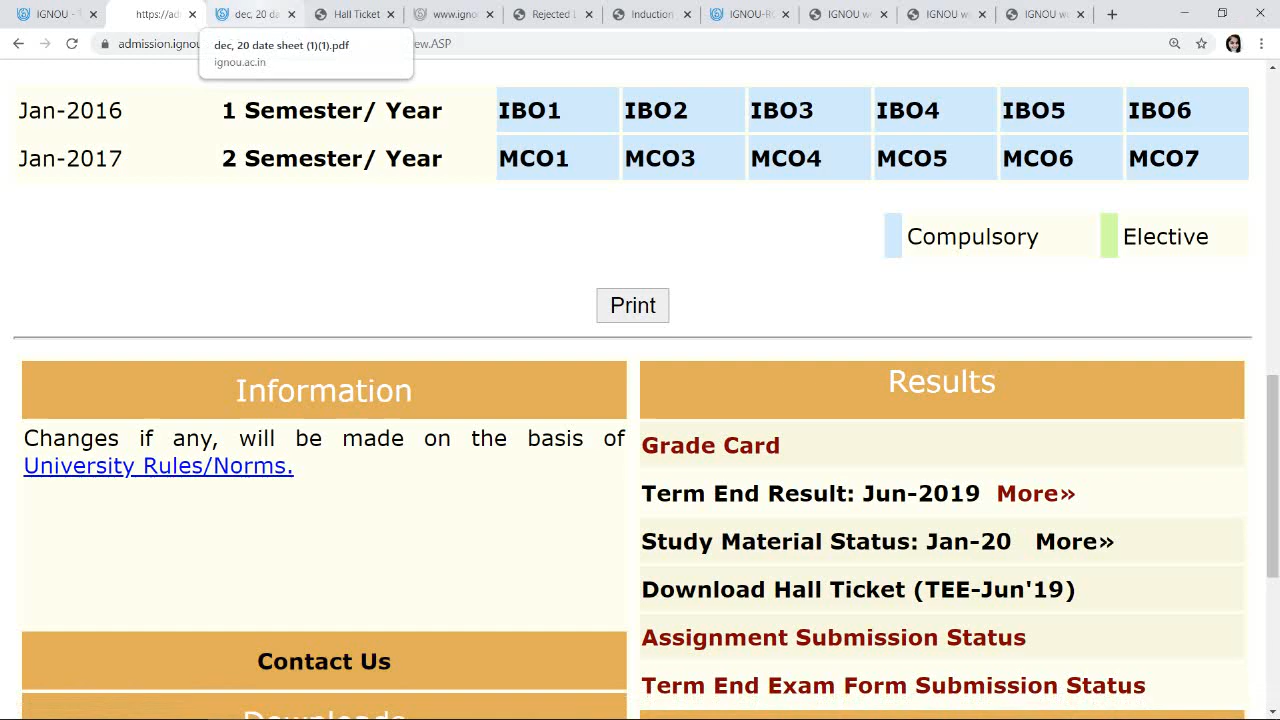 IGNOU - T
https://adm
dec, 20 da
Hall Ticket
www.igno
Rejected L
Induction
IGNOU-R
IGNOU w
IGNOU w
IGNOU w
admission.ignou
ew.ASP
dec, 20 date sheet (1)(1).pdf
ignou.ac.in
Jan-2016 1 Semester/ Year IBO1 IBO2 IBO3 IBO4 IBO5 IBO6
Jan-2017 2 Semester/ Year MCO1 MCO3 MCO4 MCO5 MCO6 MCO7
Compulsory Elective
Print
Information
Changes if any, will be made on the basis of
University Rules/Norms.
Contact Us
Downloads
Results
Grade Card
Term End Result: Jun-2019 More»
Study Material Status: Jan-20 More»
Download Hall Ticket (TEE-Jun'19)
Assignment Submission Status
Term End Exam Form Submission Status